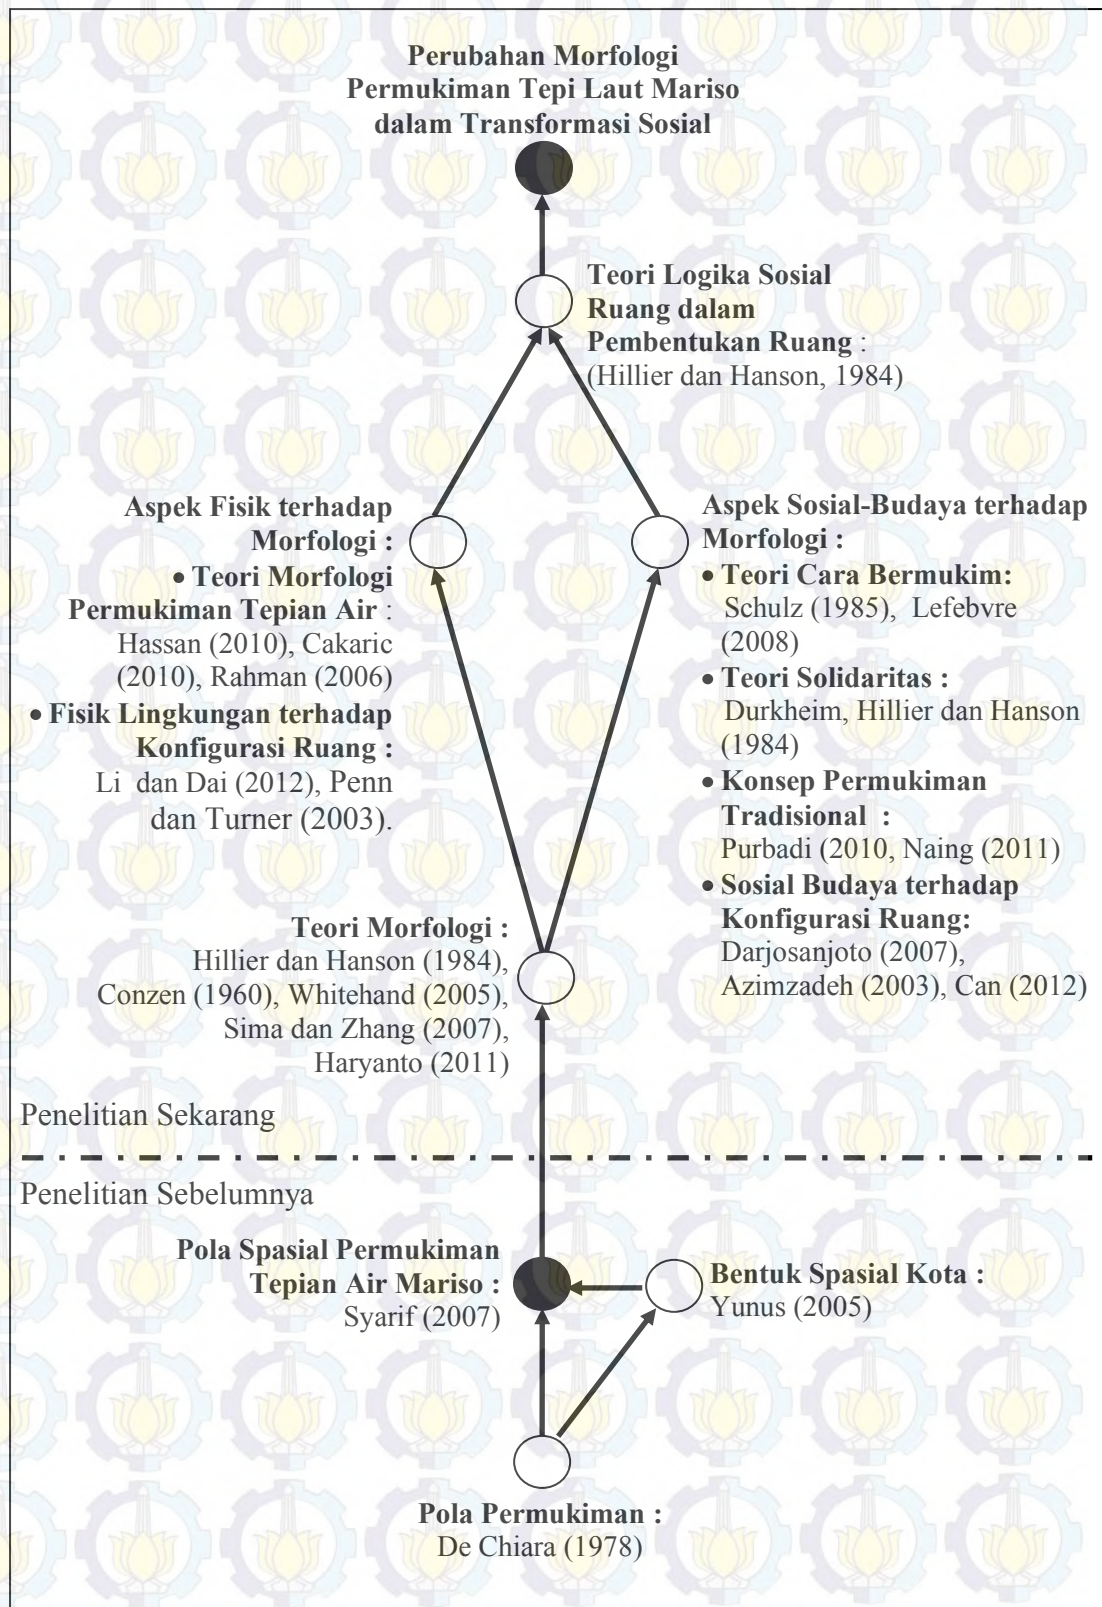 Perubahan Morfologi
Permukiman Tepi Laut Mariso
dalam Transformasi Sosial
Teori Logika Sosial
Ruang dalam
Pembentukan Ruang :
(Hillier dan Hanson, 1984)
Aspek Fisik terhadap
Morfologi :
• Teori Morfologi
Permukiman Tepian Air :
Hassan (2010), Cakaric
(2010), Rahman (2006)
• Fisik Lingkungan terhadap
Konfigurasi Ruang :
Li dan Dai (2012), Penn
dan Turner (2003).
Aspek Sosial-Budaya terhadap
Morfologi :
• Teori Cara Bermukim:
Schulz (1985), Lefebvre
(2008)
• Teori Solidaritas :
Durkheim, Hillier dan Hanson
(1984)
• Konsep Permukiman
Tradisional :
Purbadi (2010, Naing (2011)
• Sosial Budaya terhadap
Konfigurasi Ruang:
Darjosanjoto (2007),
Azimzadeh (2003), Can (2012)
Teori Morfologi :
Hillier dan Hanson (1984),
Conzen (1960), Whitehand (2005),
Sima dan Zhang (2007),
Haryanto (2011)
Penelitian Sekarang
Penelitian Sebelumnya
Pola Spasial Permukiman
Tepian Air Mariso :
Syarif (2007)
Bentuk Spasial Kota :
Yunus (2005)
Pola Permukiman :
De Chiara (1978)